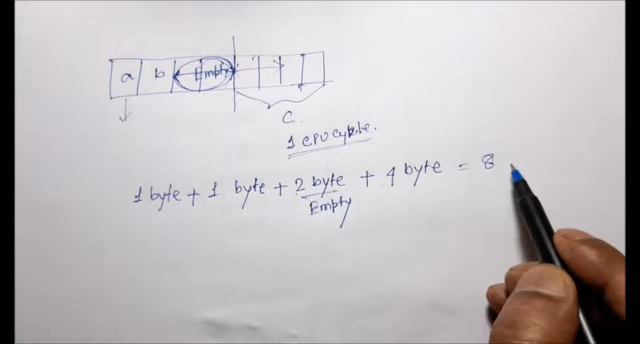 a b Empty
C.
1 CPU Cycle.
1 byte + 1 byte + 2 byte + 4 byte = 8
Empty